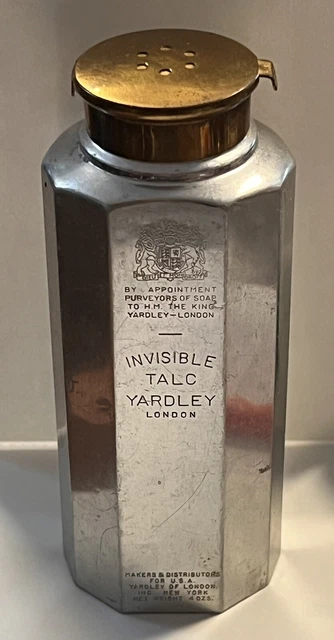 BY APPOINTMENT
PURVEYORS OF SOAP
TO H.M. THE KING
YARDLEY–LONDON
INVISIBLE
TALC
YARDLEY
LONDON
MAKERS & DISTRIBUTORS
FOR U.S.A.
YARDLEY OF LONDON,
INC. NEW YORK
NET WEIGHT 4 OZS.